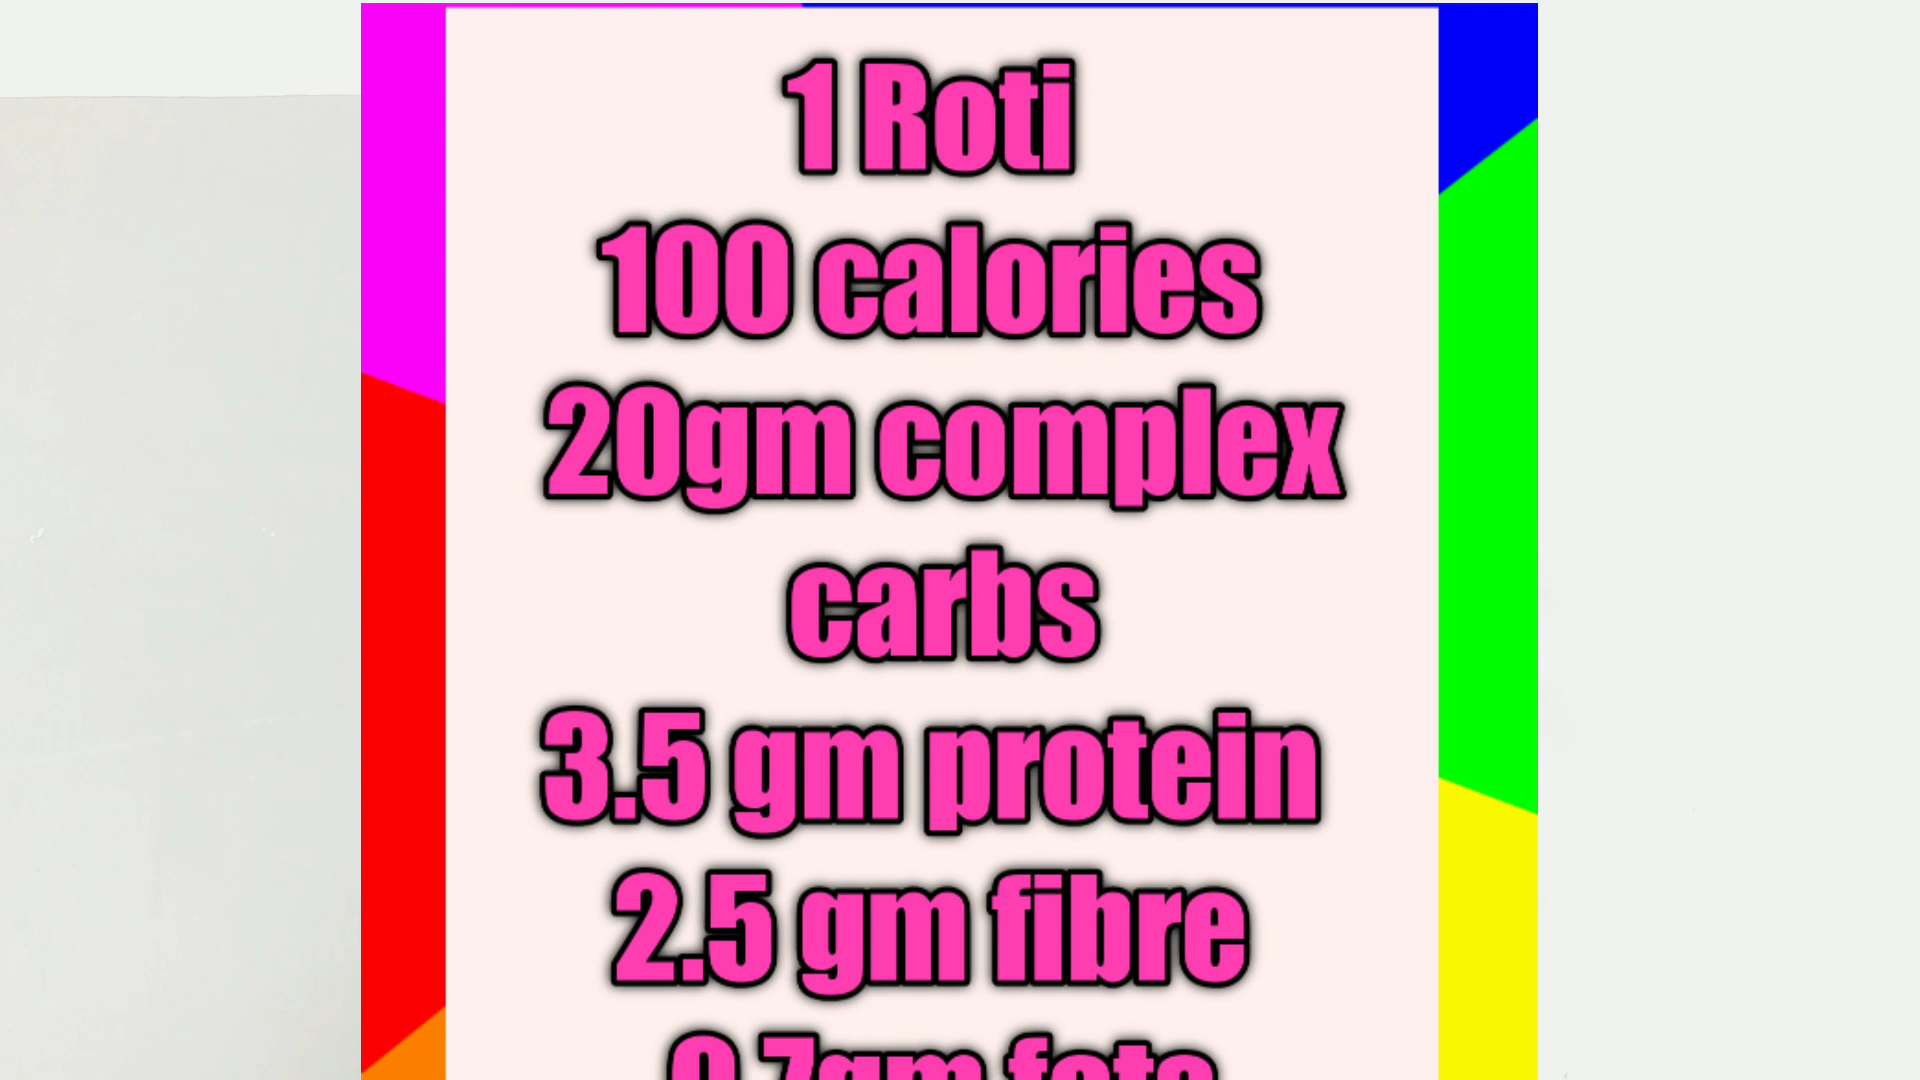 1 Roti
100 calories
20gm complex
carbs
3.5 gm protein
2.5 gm fibre